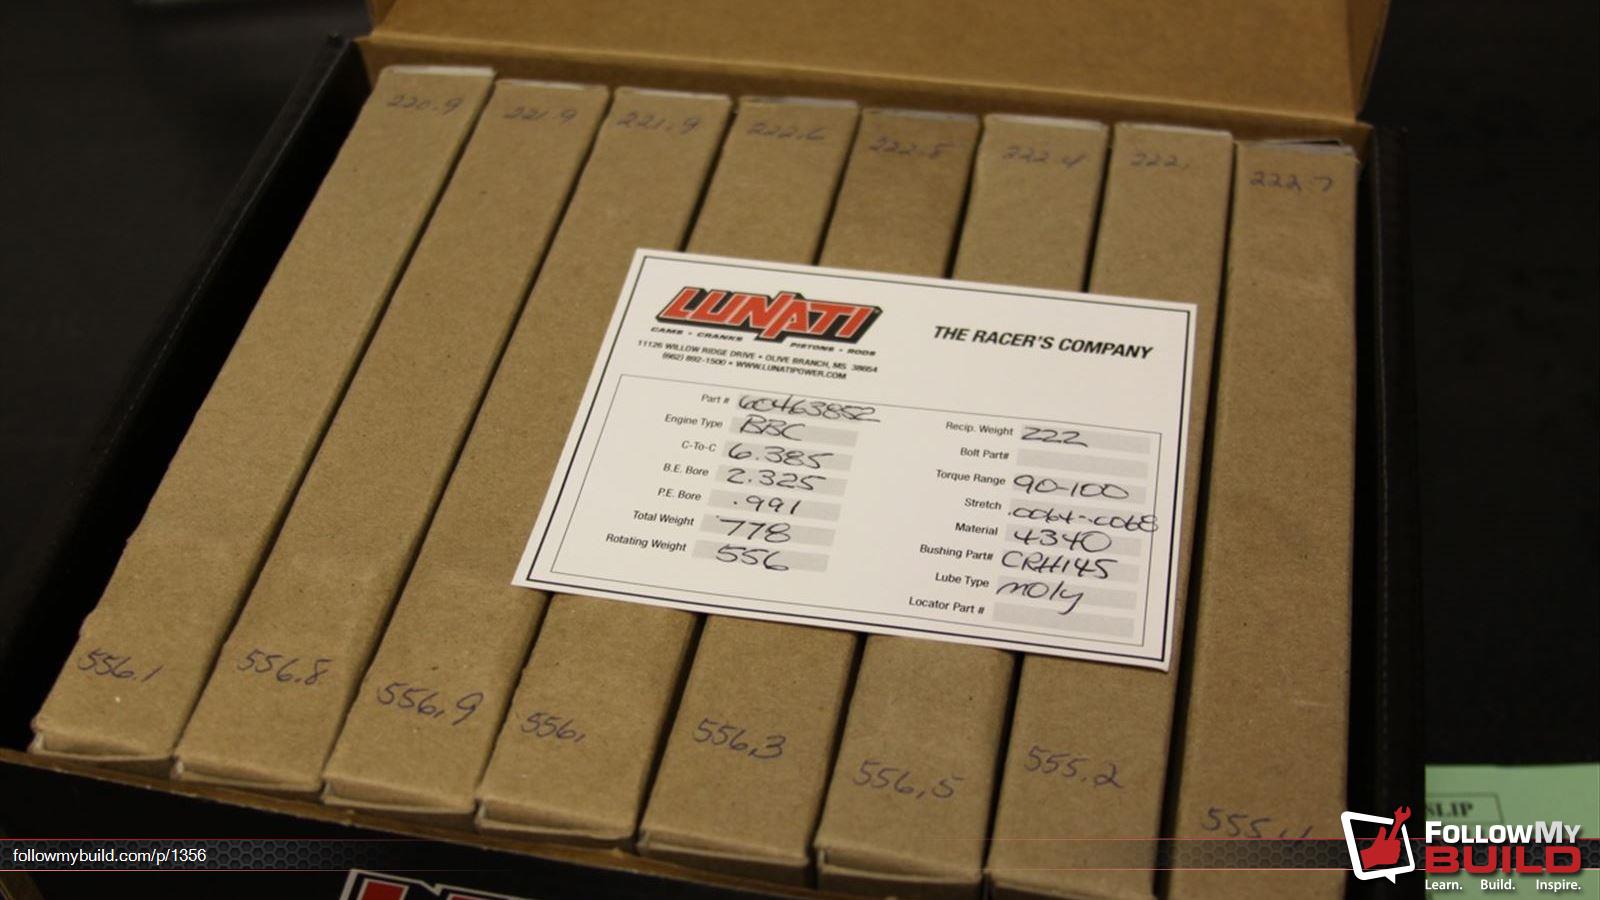 220.9
221.9
221.9
222.6
222.5
222.4
222.
222.7
LUNATI
CAMS • CRANKS
PISTONS • RODS
11126 WILLOW RIDGE DRIVE • OLIVE BRANCH, MS 38654
(662) 892-1500 • WWW.LUNATIPOWER.COM
THE RACER'S COMPANY
Part # 60463852
Engine Type BBC
C-To-C 6.385
B.E. Bore 2.325
P.E. Bore .991
Total Weight 778
Rotating Weight 556
Recip. Weight 222
Bolt Part#
Torque Range 90-100
Stretch .0064-.0068
Material 4340
Bushing Part# CRH145
Lube Type moly
Locator Part #
556.1
556.8
556.9
556.
556.3
556.5
555.2
SLIP
followmybuild.com/p/1356
FOLLOWMY
BUILD
Learn. Build. Inspire.